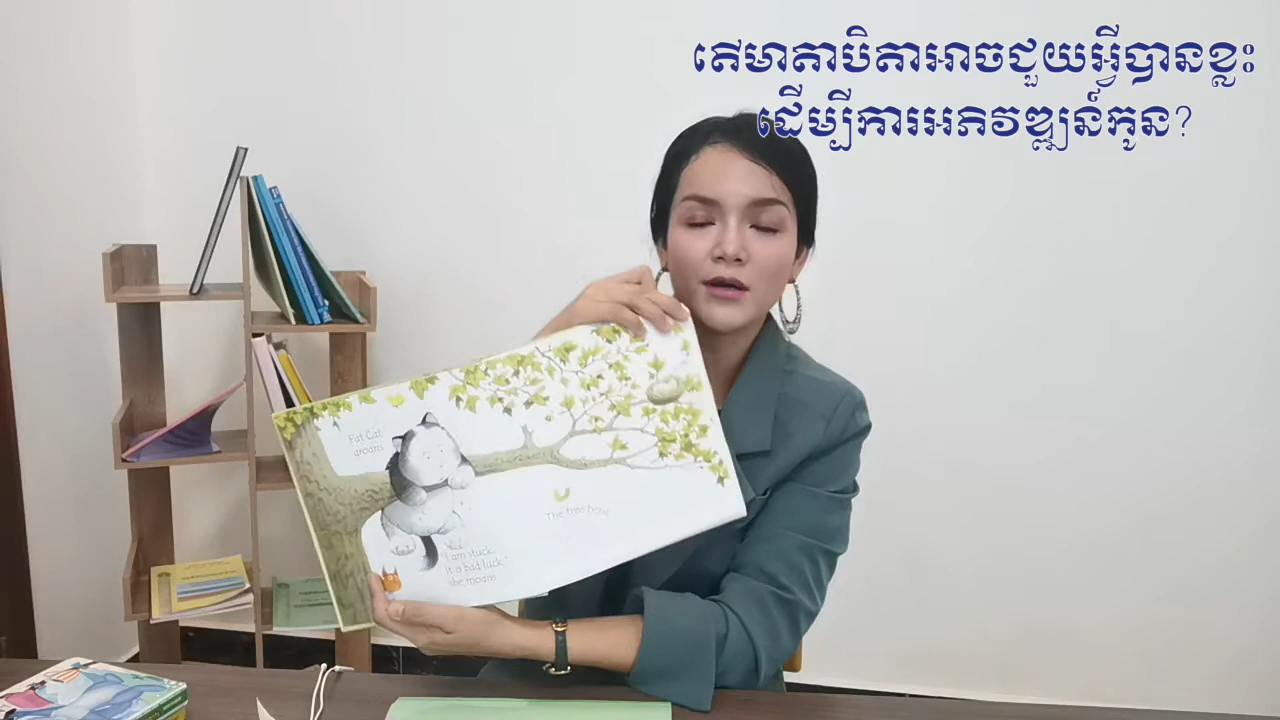 តើមាតាបិតាអាចជួយអ្វីបានខ្លះ
ដើម្បីការអភិវឌ្ឍន៍កូន?
Fat Cat
groans.
The tree
"I am stuck.
It is bad luck,"
she moans.